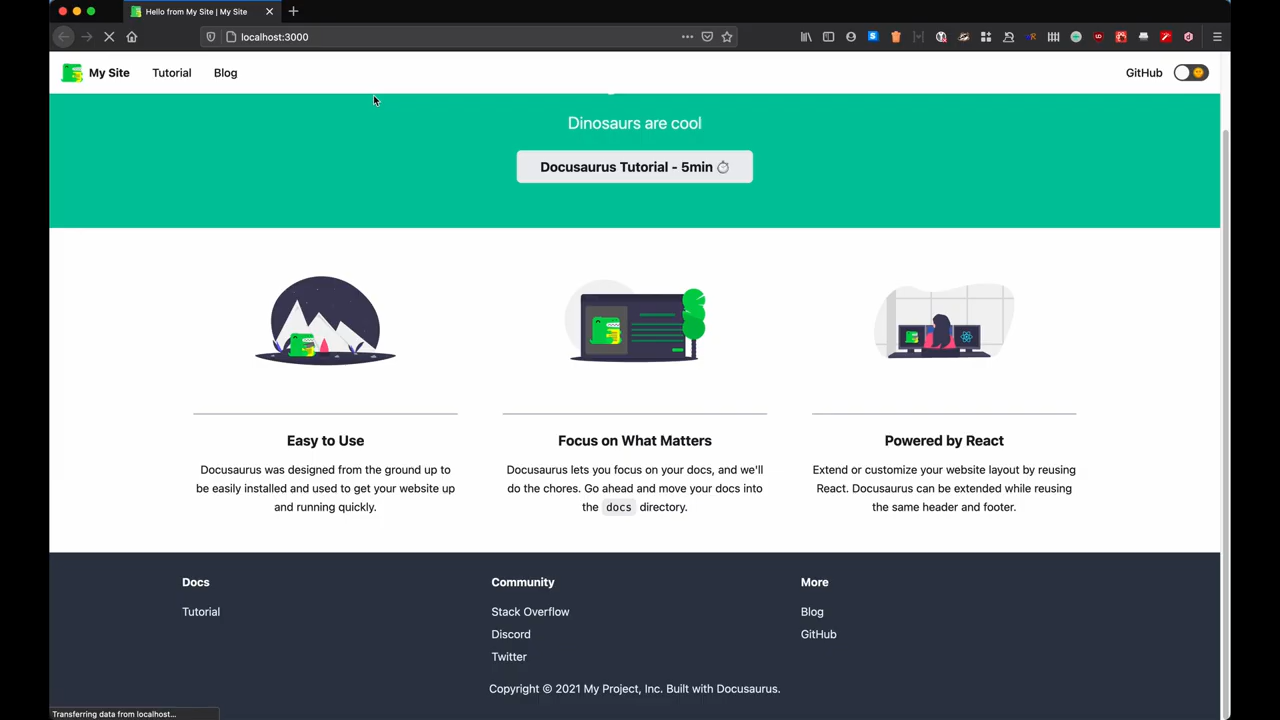 Hello from My Site | My Site
localhost:3000
My Site
Tutorial
Blog
GitHub
Dinosaurs are cool
Docusaurus Tutorial - 5min ⏱️
Easy to Use
Docusaurus was designed from the ground up to
be easily installed and used to get your website up
and running quickly.
Focus on What Matters
Docusaurus lets you focus on your docs, and we'll
do the chores. Go ahead and move your docs into
the docs directory.
Powered by React
Extend or customize your website layout by reusing
React. Docusaurus can be extended while reusing
the same header and footer.
Docs
Tutorial
Community
Stack Overflow
Discord
Twitter
More
Blog
GitHub
Copyright © 2021 My Project, Inc. Built with Docusaurus.
Transferring data from localhost...